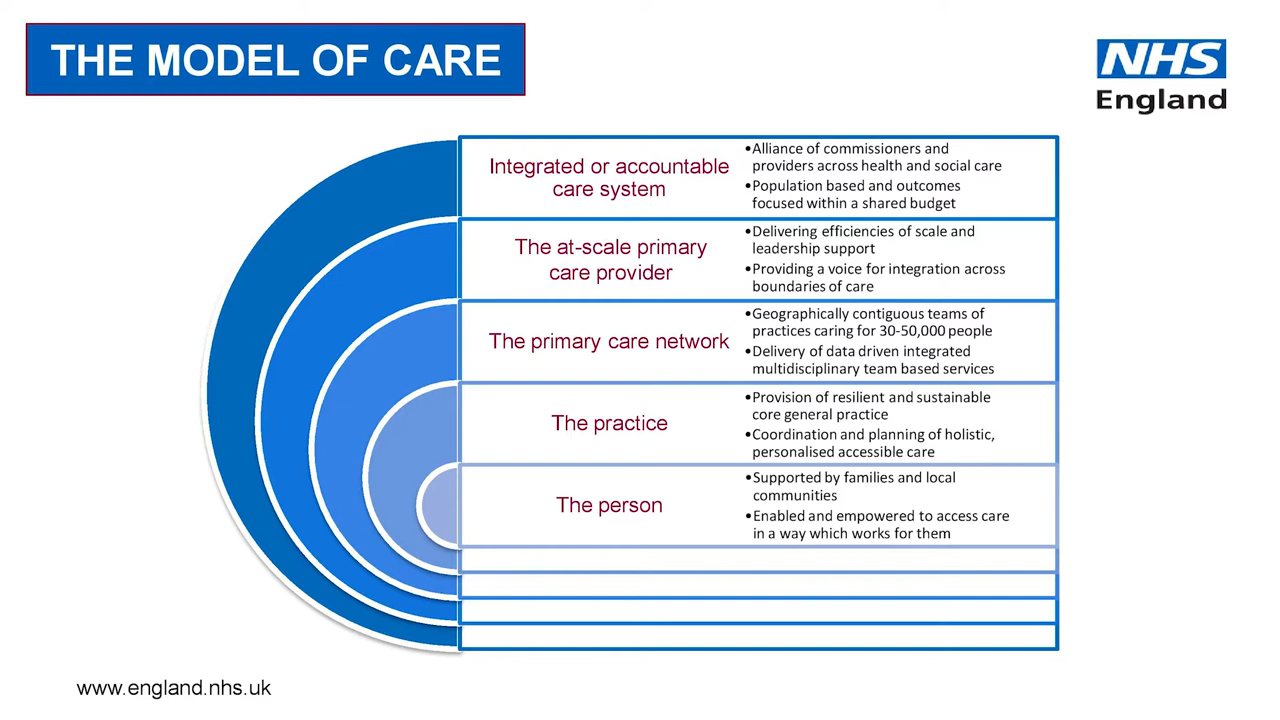 THE MODEL OF CARE
NHS
England
Integrated or accountable
care system
•Alliance of commissioners and
providers across health and social care
•Population based and outcomes
focused within a shared budget
The at-scale primary
care provider
•Delivering efficiencies of scale and
leadership support
•Providing a voice for integration across
boundaries of care
The primary care network
•Geographically contiguous teams of
practices caring for 30-50,000 people
•Delivery of data driven integrated
multidisciplinary team based services
The practice
•Provision of resilient and sustainable
core general practice
•Coordination and planning of holistic,
personalised accessible care
The person
•Supported by families and local
communities
•Enabled and empowered to access care
in a way which works for them
www.england.nhs.uk